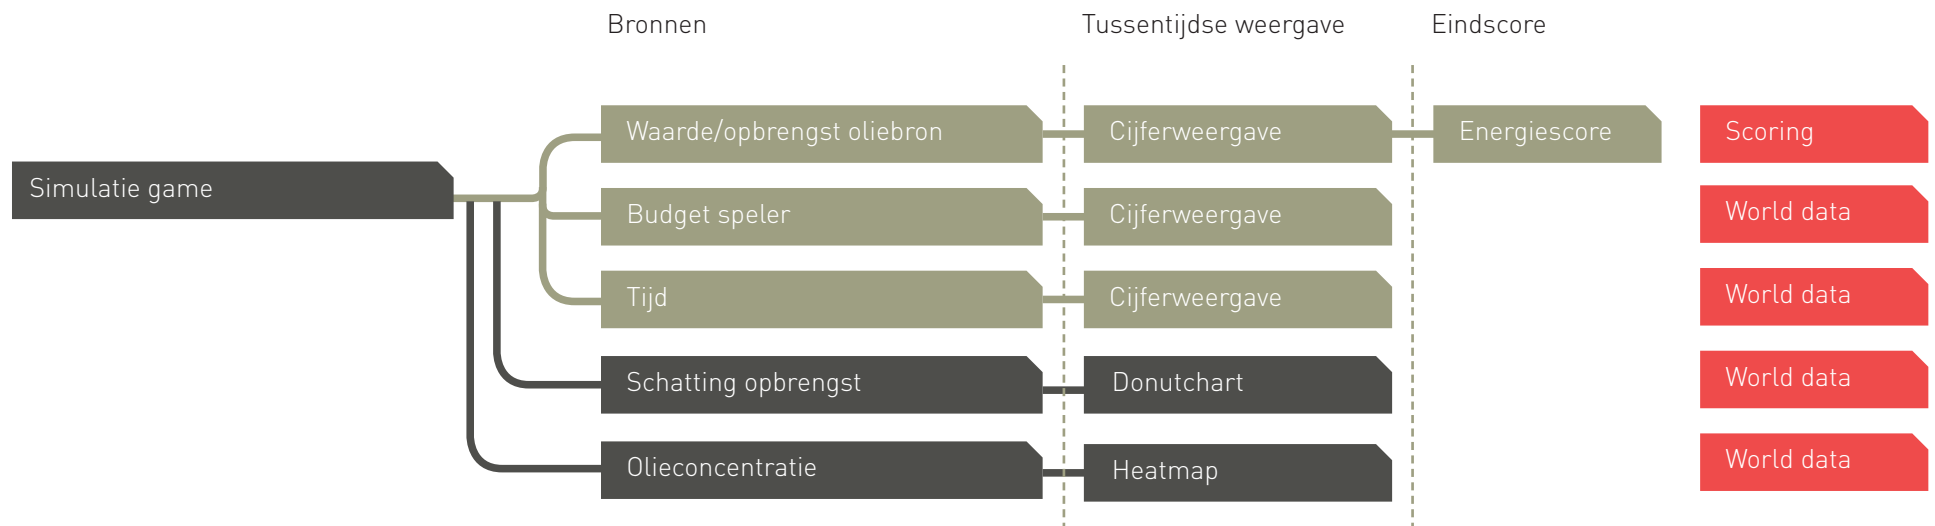 Bronnen
Tussentijdse weergave
Eindscore
Simulatie game
Waarde/opbrengst oliebron
Cijferweergave
Energiescore
Scoring
Budget speler
Cijferweergave
World data
Tijd
Cijferweergave
World data
Schatting opbrengst
Donutchart
World data
Olieconcentratie
Heatmap
World data